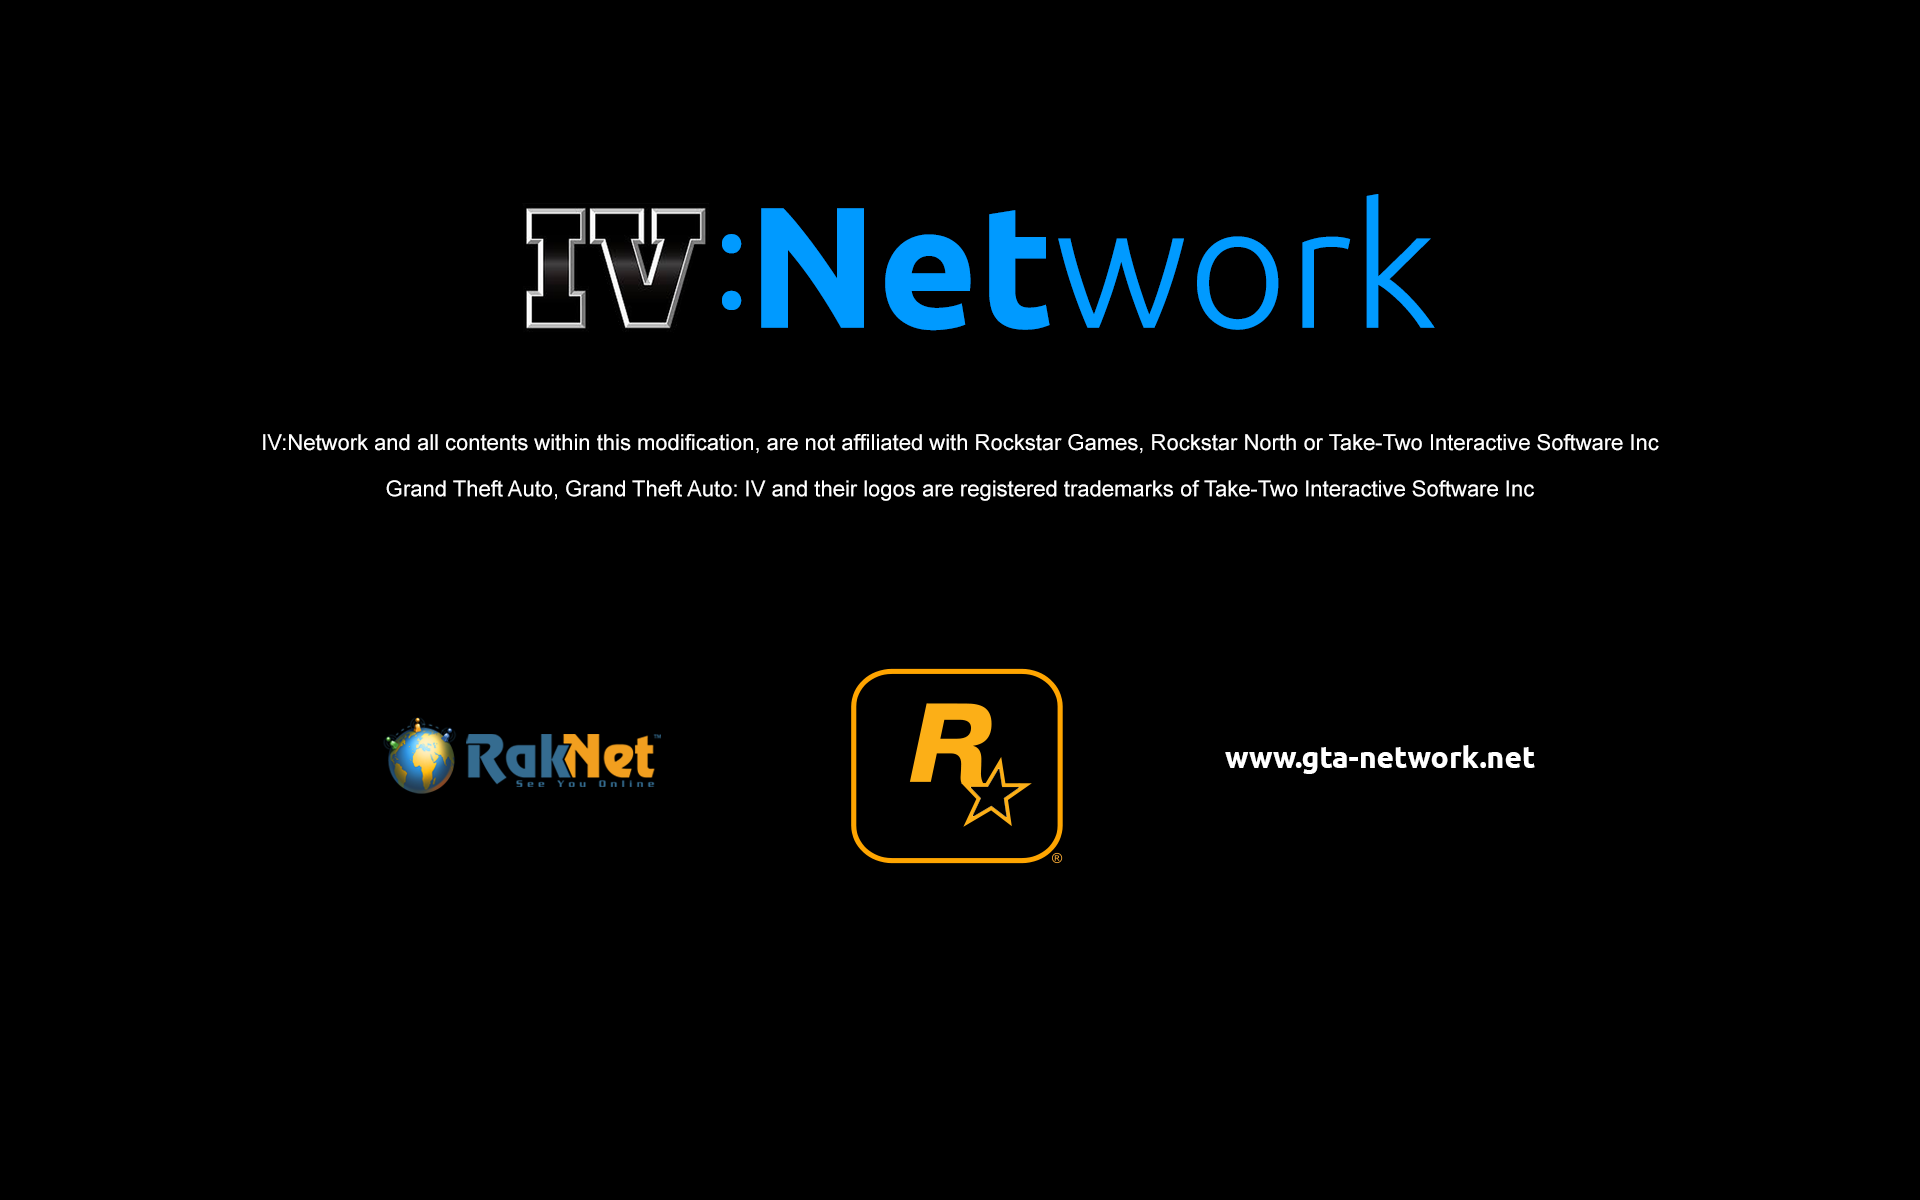 IV:Network
IV:Network and all contents within this modification, are not affiliated with Rockstar Games, Rockstar North or Take-Two Interactive Software Inc
Grand Theft Auto, Grand Theft Auto: IV and their logos are registered trademarks of Take-Two Interactive Software Inc
RakNet™
See You Online
R
®
www.gta-network.net